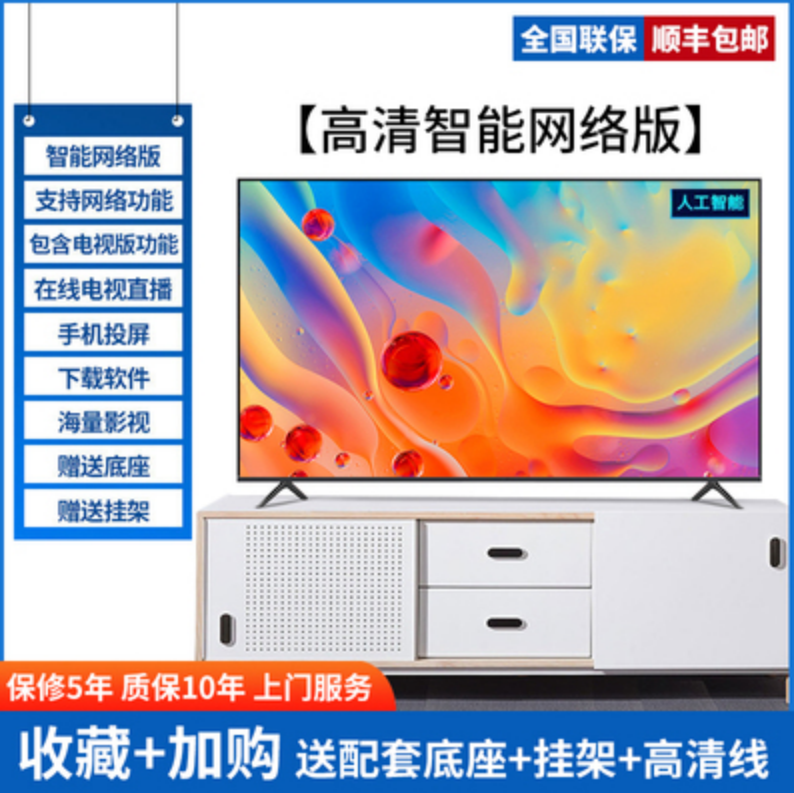 全国联保 顺丰包邮
【高清智能网络版】
人工智能
智能网络版
支持网络功能
包含电视版功能
在线电视直播
手机投屏
下载软件
海量影视
赠送底座
赠送挂架
保修5年 质保10年 上门服务
收藏+加购 送配套底座+挂架+高清线